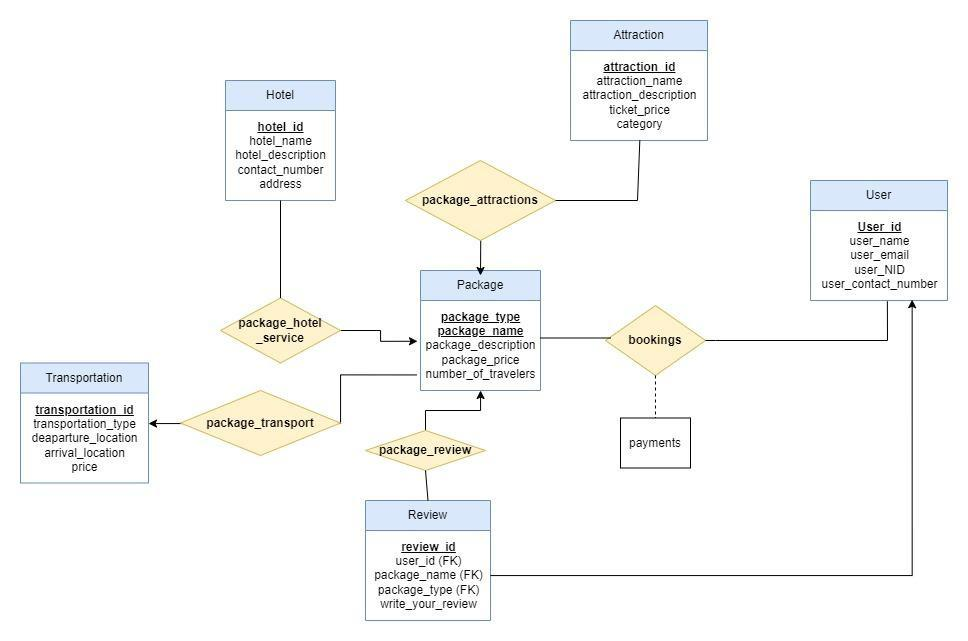 Attraction
attraction_id
attraction_name
attraction_description
ticket_price
category
Hotel
hotel_id
hotel_name
hotel_description
contact_number
address
package_attractions
User
User_id
user_name
user_email
user_NID
user_contact_number
Package
package_type
package_name
package_description
package_price
number_of_travelers
package_hotel
_service
bookings
Transportation
transportation_id
transportation_type
deaparture_location
arrival_location
price
package_transport
package_review
payments
Review
review_id
user_id (FK)
package_name (FK)
package_type (FK)
write_your_review